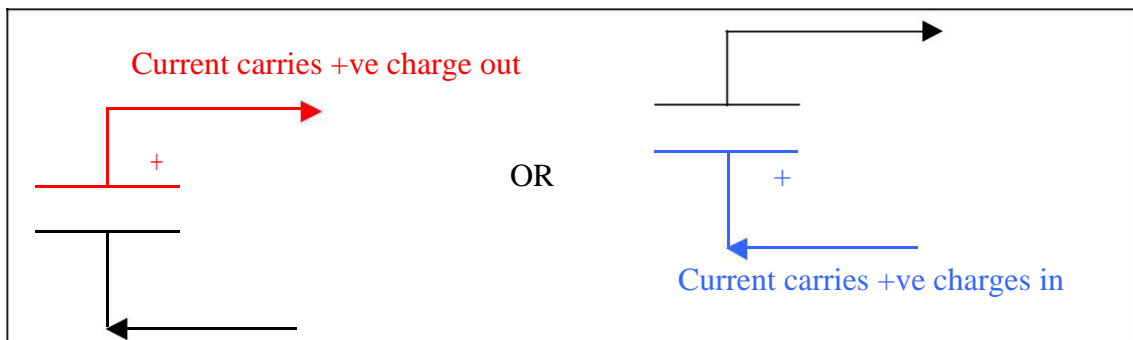 Current carries +ve charge out
+
OR
+
Current carries +ve charges in